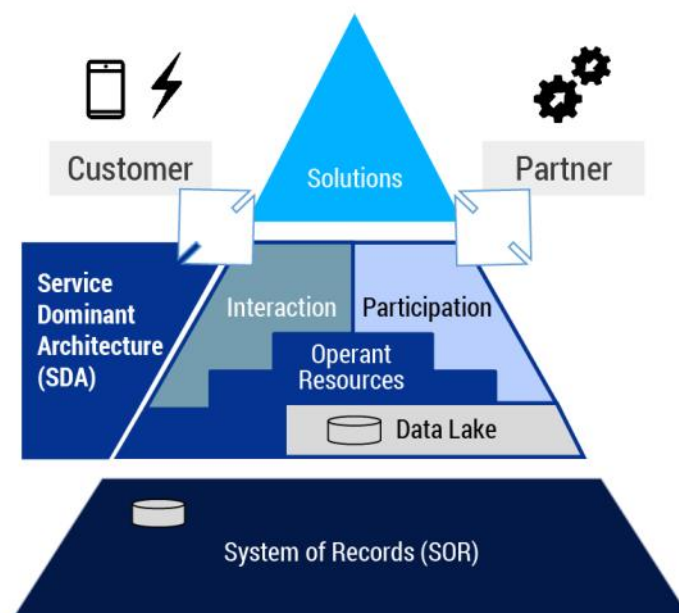 Customer
Partner
Solutions
Service
Dominant
Architecture
(SDA)
Interaction
Participation
Operant
Resources
Data Lake
System of Records (SOR)